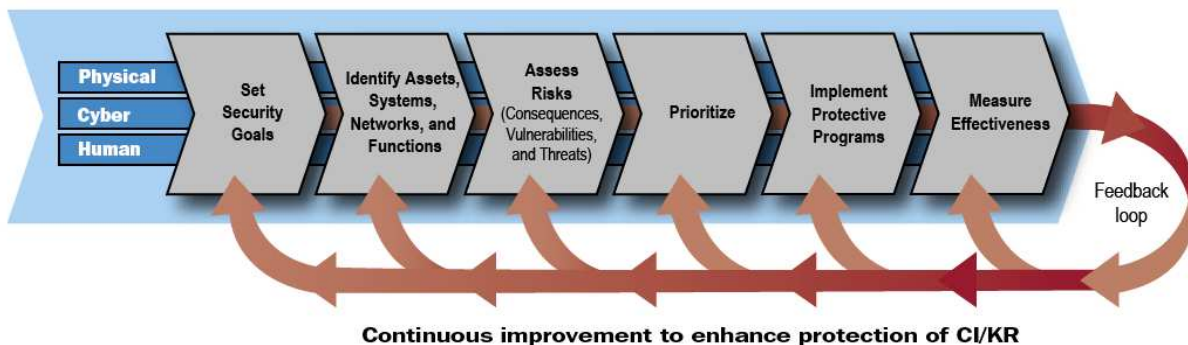 Physical
Cyber
Human
Set
Security
Goals
Identify Assets,
Systems,
Networks, and
Functions
Assess
Risks
(Consequences,
Vulnerabilities,
and Threats)
Prioritize
Implement
Protective
Programs
Measure
Effectiveness
Feedback
loop
Continuous improvement to enhance protection of CI/KR